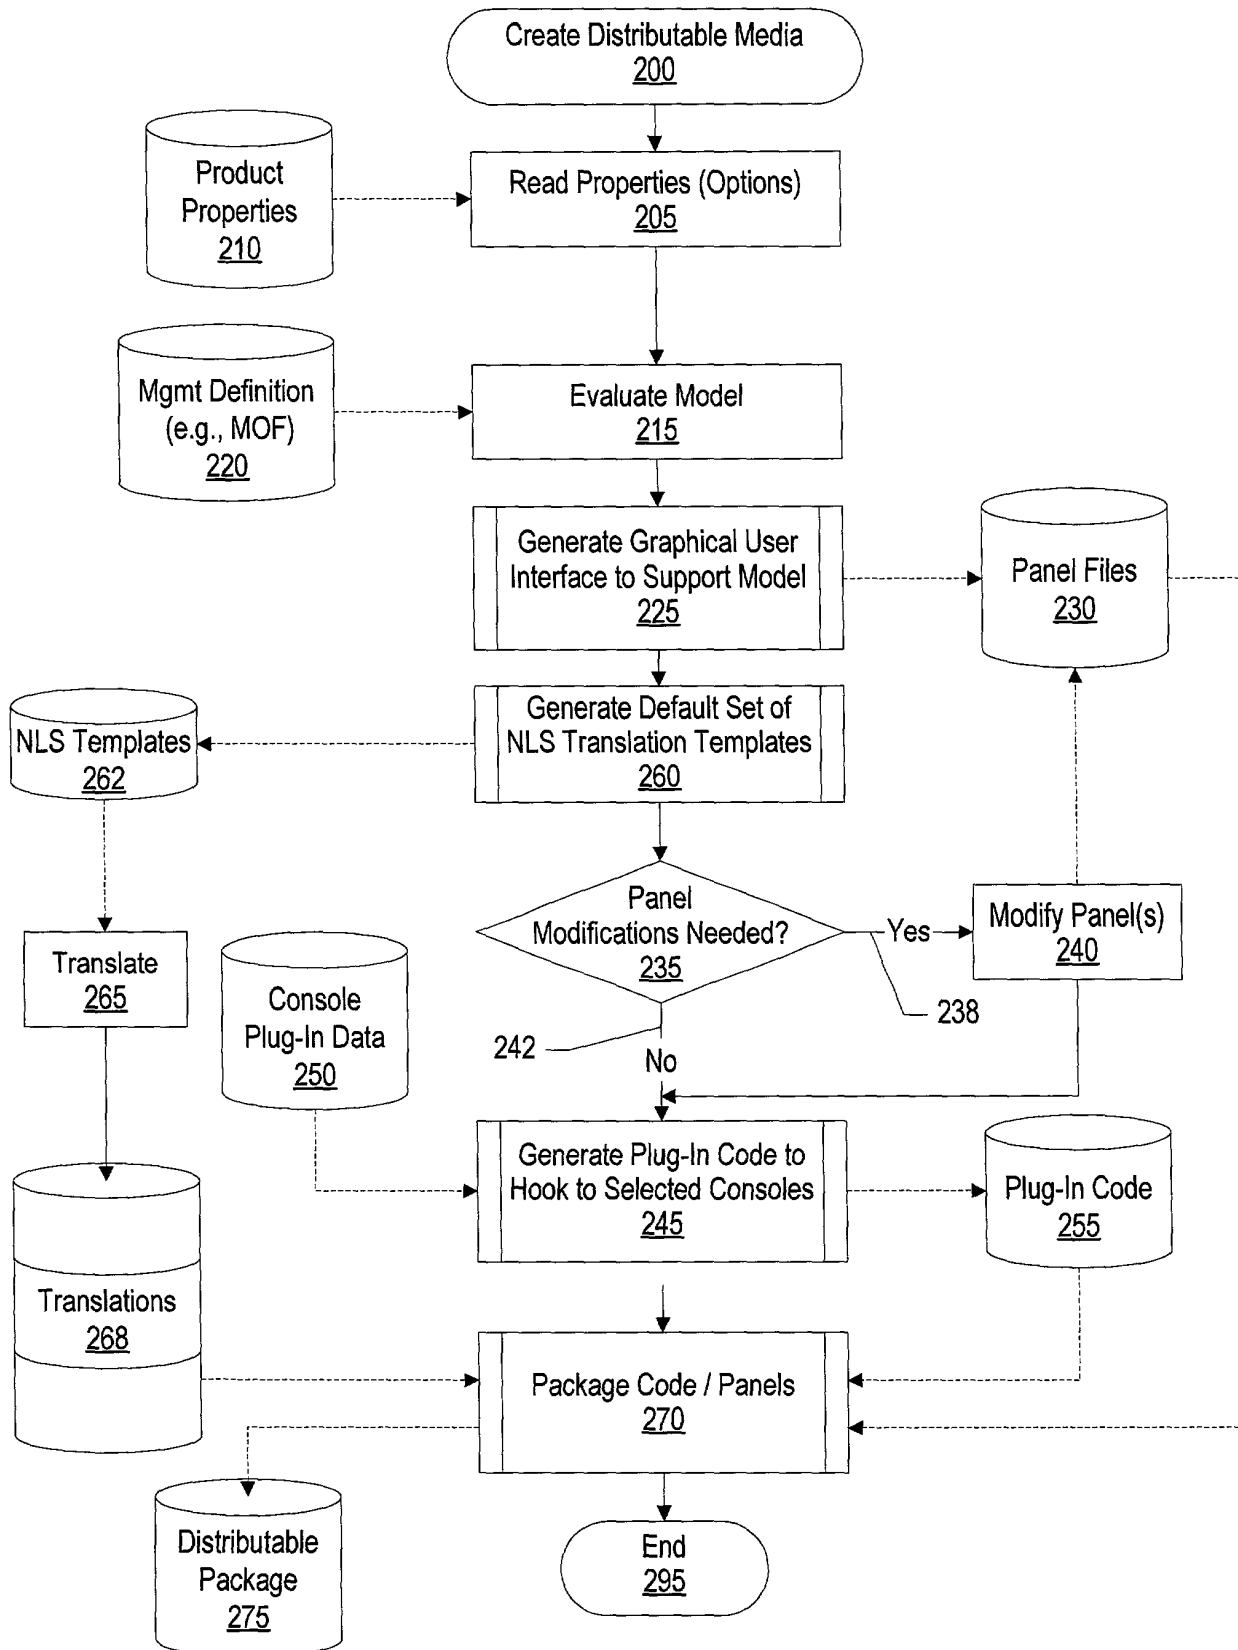 Create Distributable Media
200
Product
Properties
210
Read Properties (Options)
205
Mgmt Definition
(e.g., MOF)
220
Evaluate Model
215
Generate Graphical User
Interface to Support Model
225
Panel Files
230
NLS Templates
262
Generate Default Set of
NLS Translation Templates
260
Panel
Modifications Needed?
235
Yes
238
Modify Panel(s)
240
Translate
265
Console
Plug-In Data
250
242
No
Generate Plug-In Code to
Hook to Selected Consoles
245
Plug-In Code
255
Translations
268
Package Code / Panels
270
Distributable
Package
275
End
295